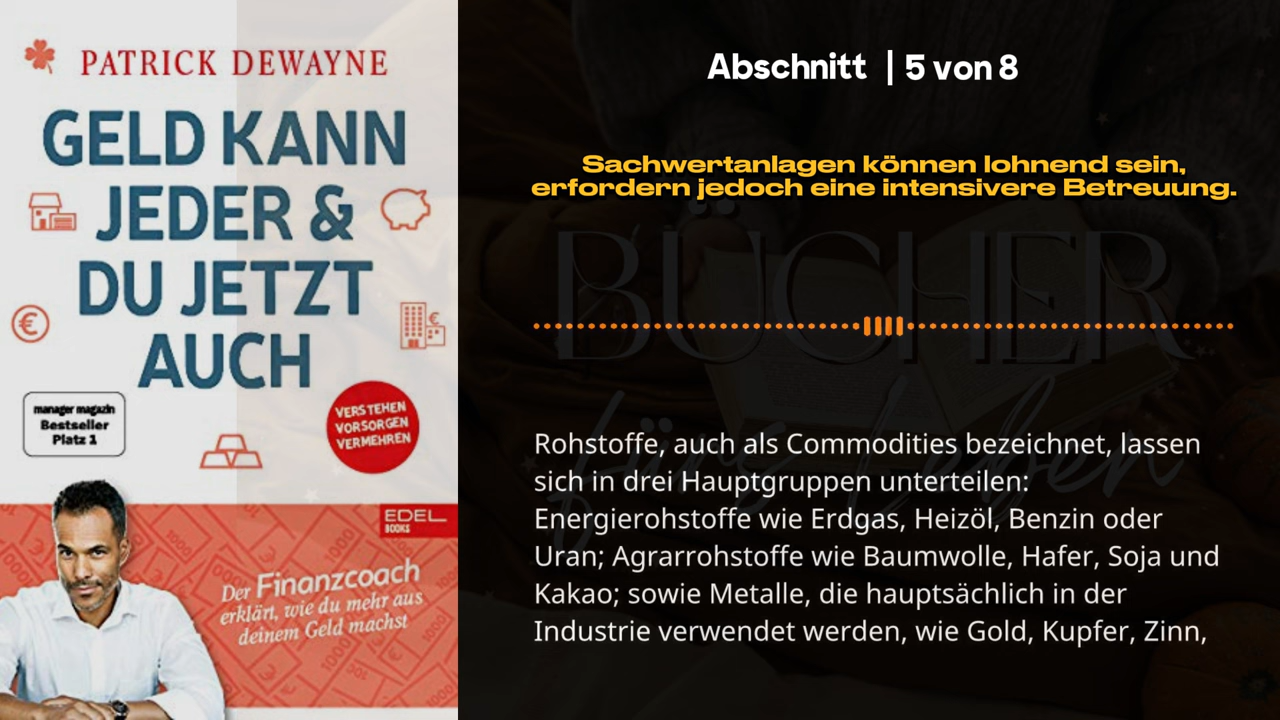 PATRICK DEWAYNE
GELD KANN
JEDER &
DU JETZT
AUCH
manager magazin
Bestseller
Platz 1
VERSTEHEN
VORSORGEN
VERMEHREN
EDEL
BOOKS
Der Finanzcoach
erklärt, wie du mehr aus
deinem Geld machst
Abschnitt | 5 von 8
Sachwertanlagen können lohnend sein,
erfordern jedoch eine intensivere Betreuung.
BÜCHER
fürs Leben
Rohstoffe, auch als Commodities bezeichnet, lassen
sich in drei Hauptgruppen unterteilen:
Energierohstoffe wie Erdgas, Heizöl, Benzin oder
Uran; Agrarrohstoffe wie Baumwolle, Hafer, Soja und
Kakao; sowie Metalle, die hauptsächlich in der
Industrie verwendet werden, wie Gold, Kupfer, Zinn,